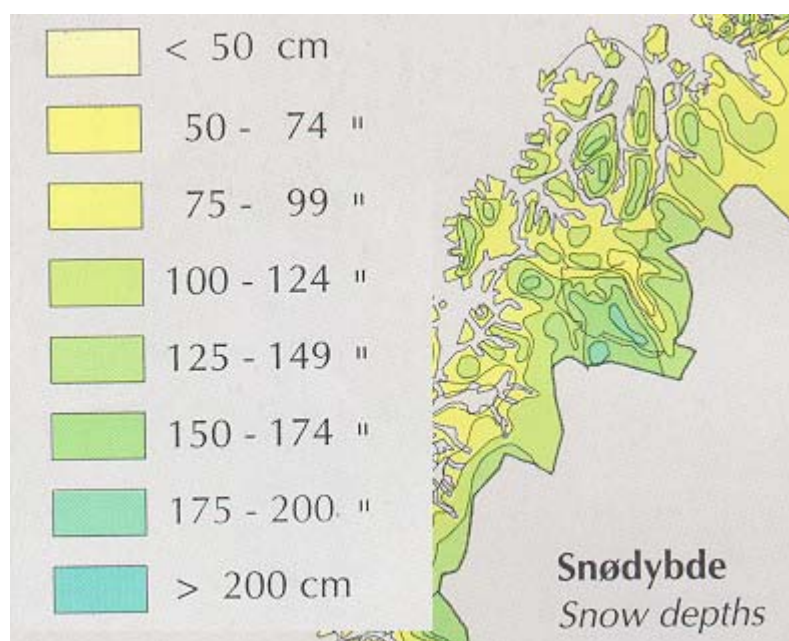 < 50 cm
50 - 74 "
75 - 99 "
100 - 124 "
125 - 149 "
150 - 174 "
175 - 200 "
> 200 cm
Snødybde
Snow depths